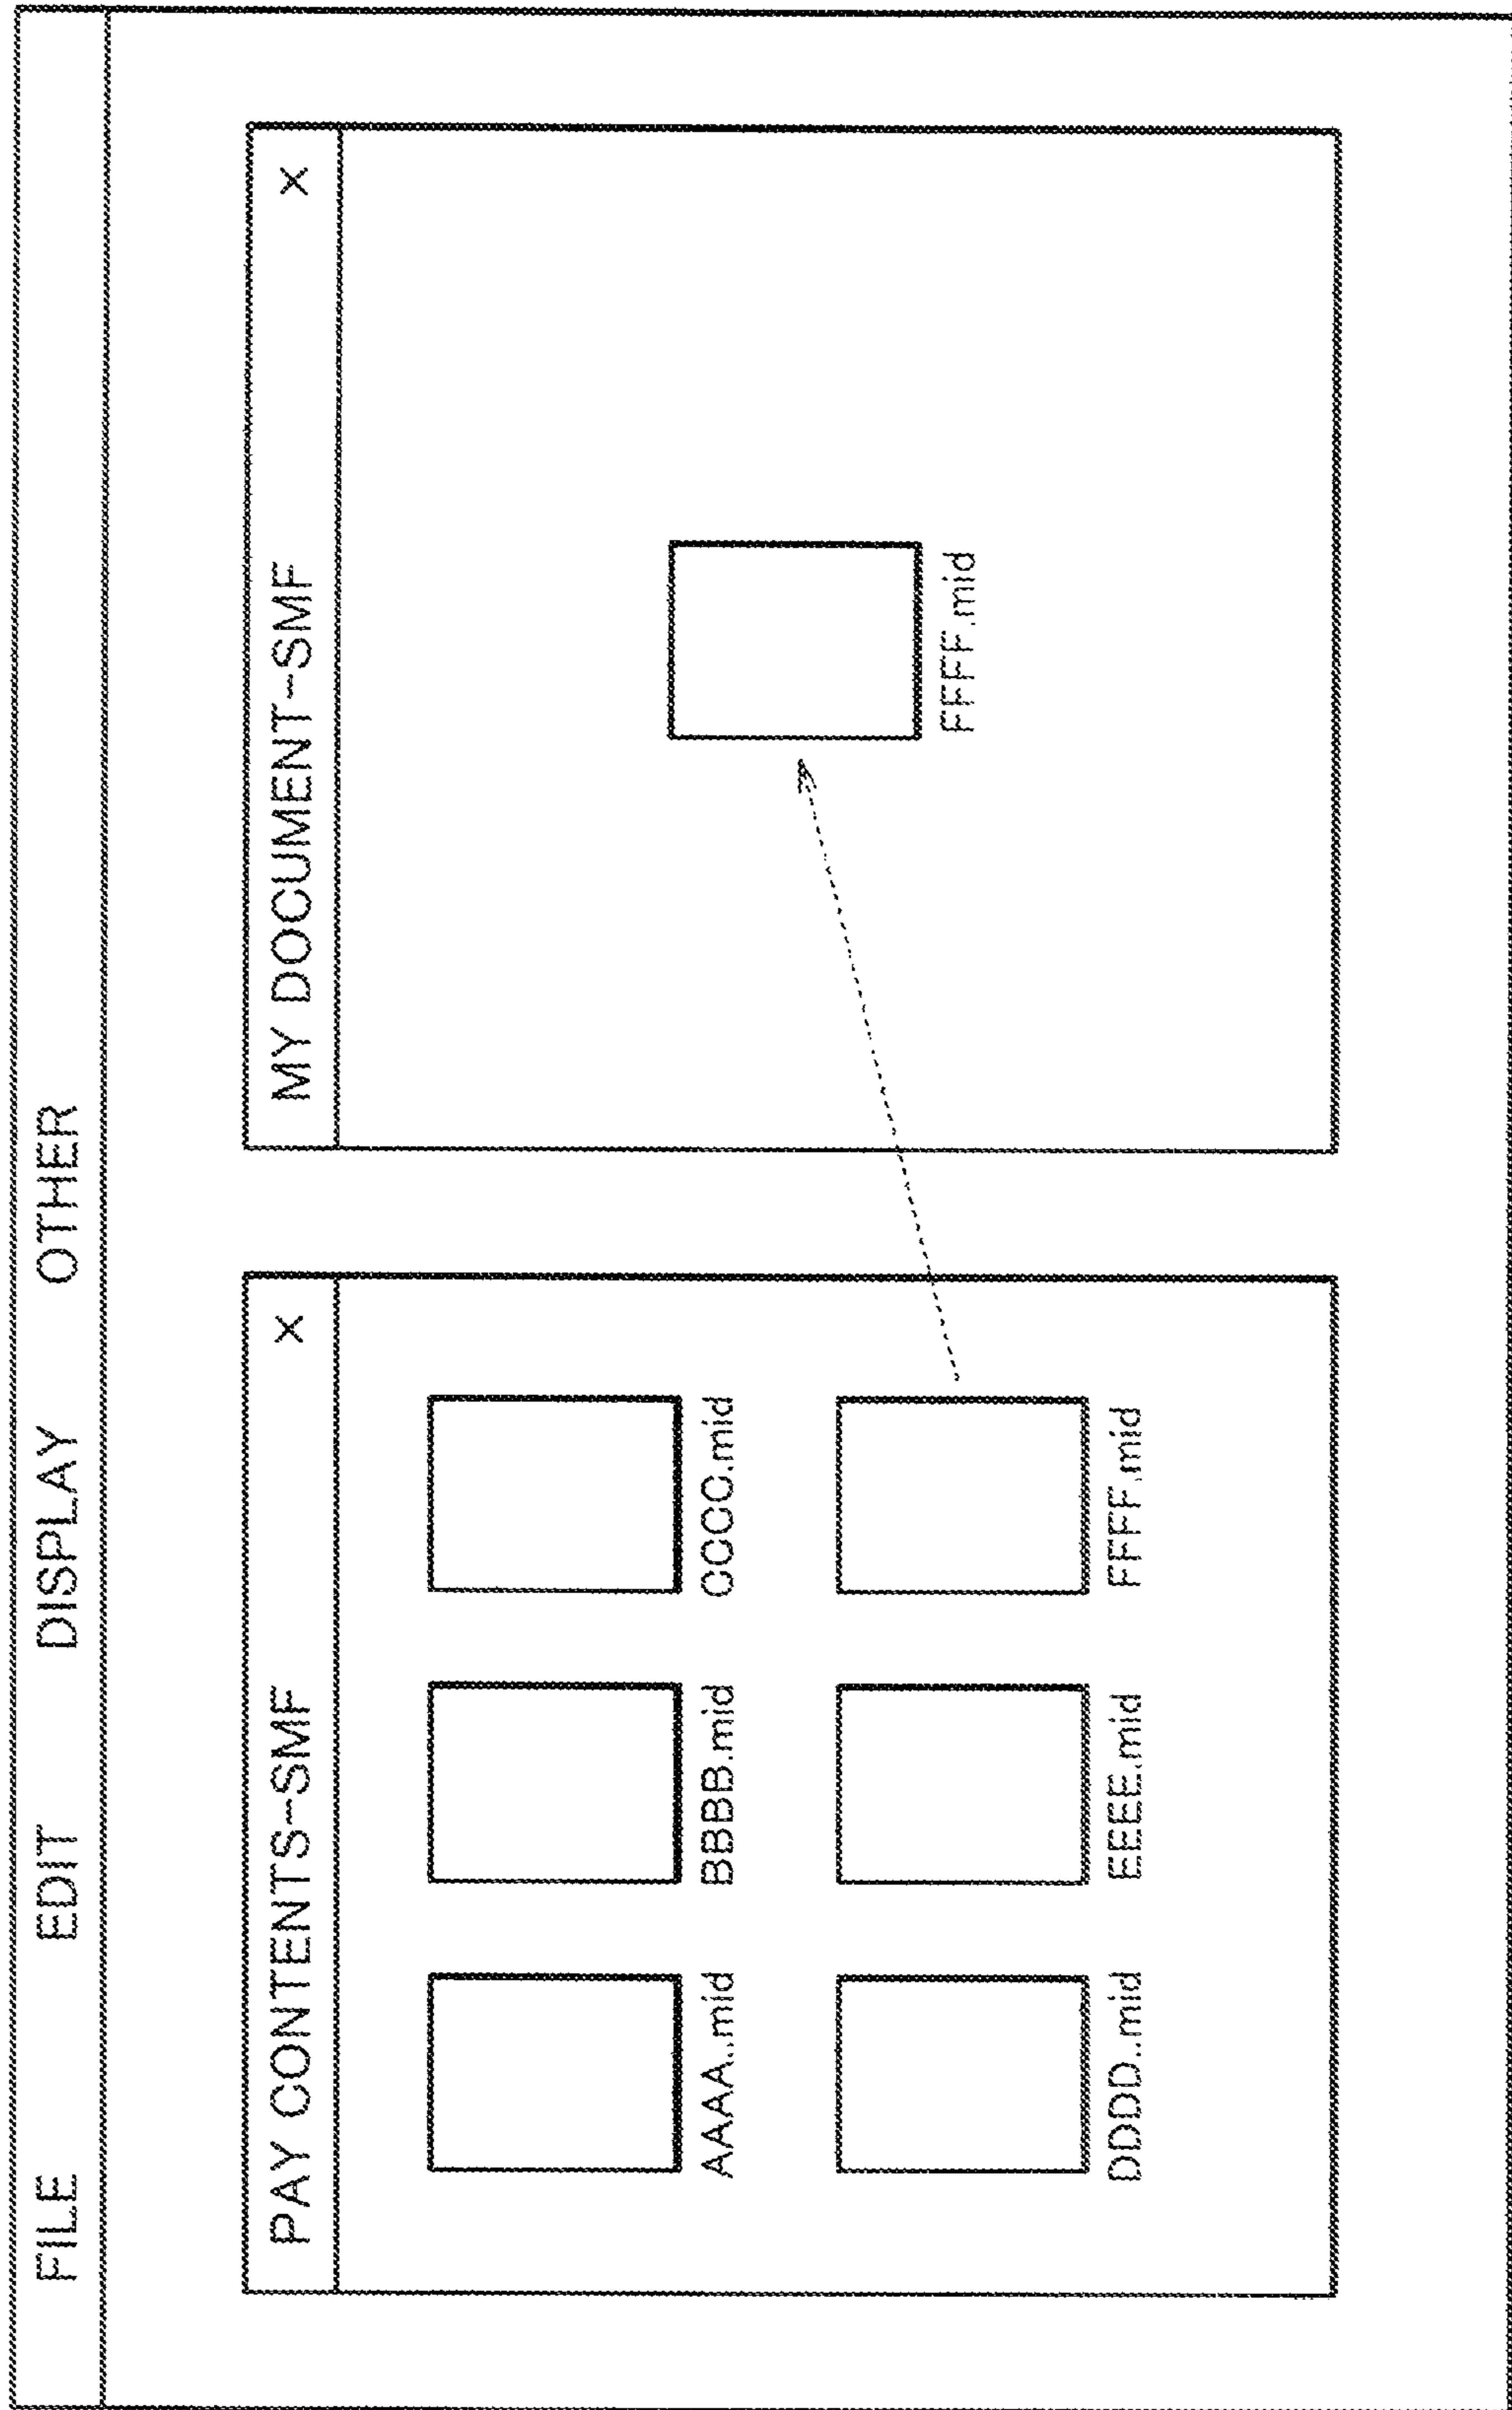 FILE EDIT DISPLAY OTHER
PAY CONTENTS-SMF X
AAAA..mid BBBB.mid CCCC.mid
DDDD..mid EEEE.mid FFFF.mid
MY DOCUMENT-SMF X
FFFF.mid